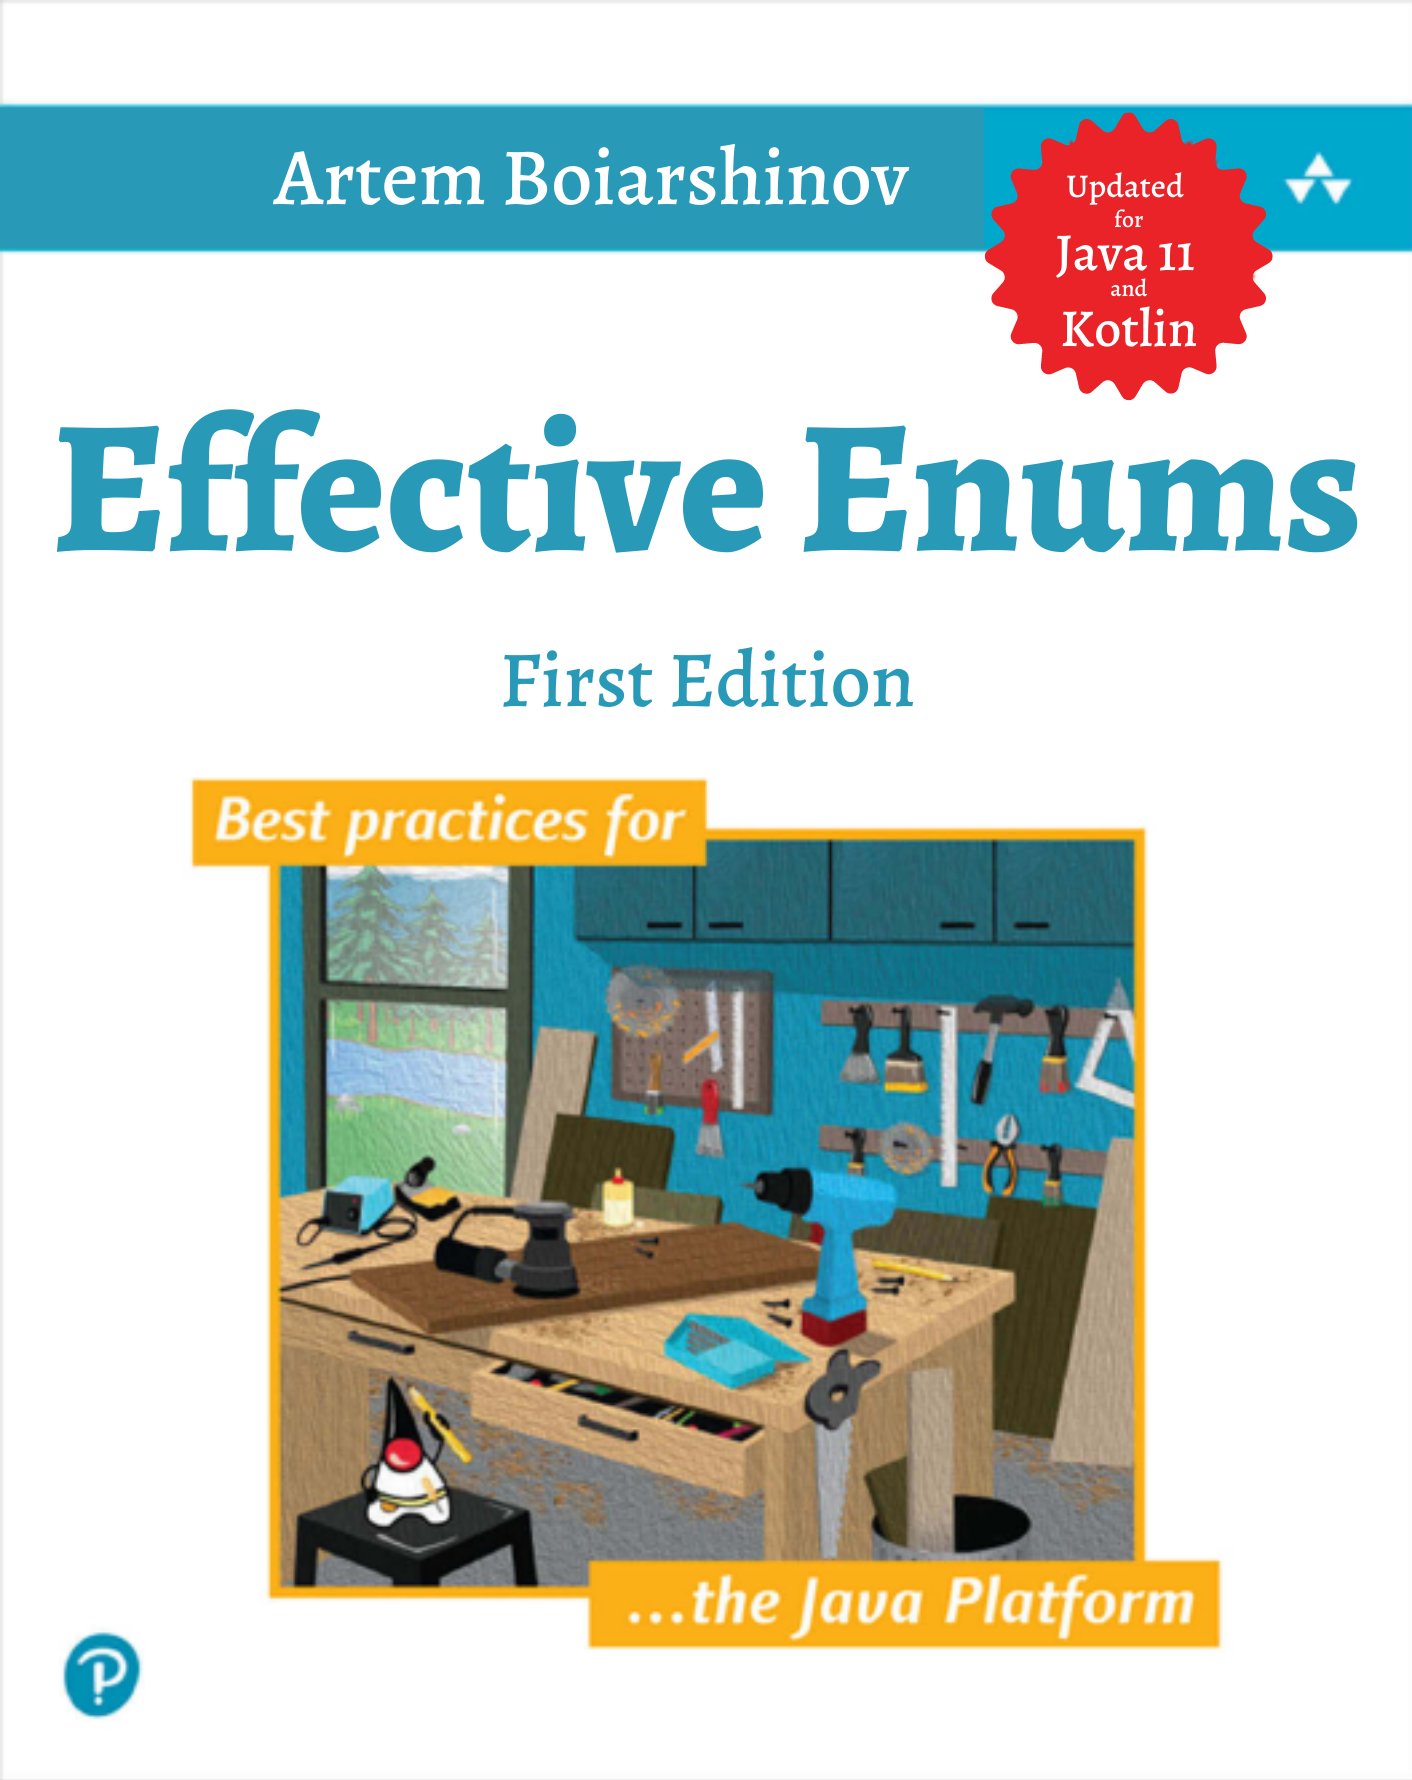 Artem Boiarshinov
Updated
for
Java 11
and
Kotlin
Effective Enums
First Edition
Best practices for
...the Java Platform